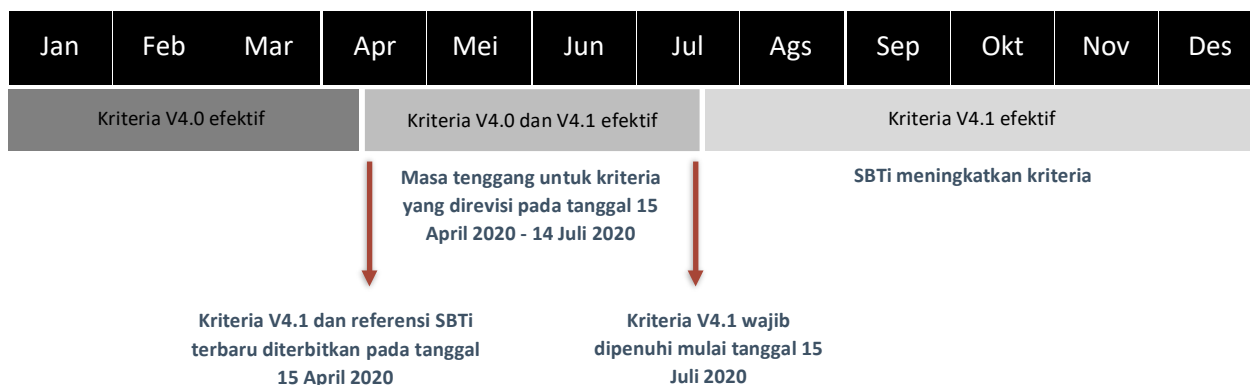 Jan Feb Mar Apr Mei Jun Jul Ags Sep Okt Nov Des
Kriteria V4.0 efektif
Kriteria V4.0 dan V4.1 efektif
Kriteria V4.1 efektif
Masa tenggang untuk kriteria
yang direvisi pada tanggal 15
April 2020 - 14 Juli 2020
SBTi meningkatkan kriteria
Kriteria V4.1 dan referensi SBTi
terbaru diterbitkan pada tanggal
15 April 2020
Kriteria V4.1 wajib
dipenuhi mulai tanggal 15
Juli 2020